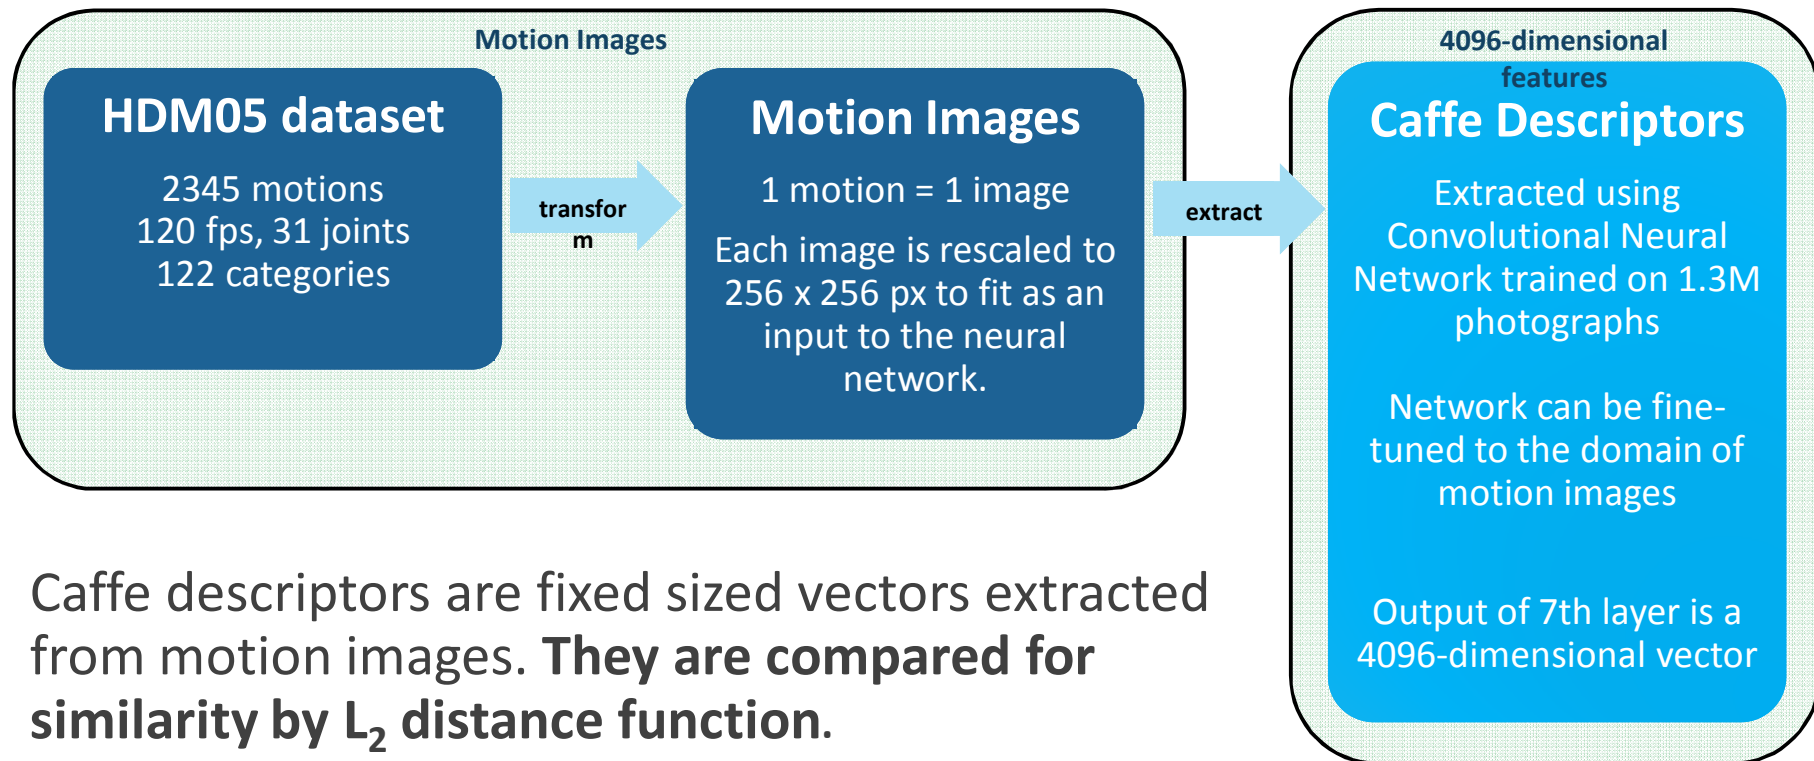 Motion Images
HDM05 dataset
2345 motions
120 fps, 31 joints
122 categories
transfor
m
Motion Images
1 motion = 1 image
Each image is rescaled to
256 x 256 px to fit as an
input to the neural
network.
extract
4096-dimensional
features
Caffe Descriptors
Extracted using
Convolutional Neural
Network trained on 1.3M
photographs
Network can be fine-
tuned to the domain of
motion images
Output of 7th layer is a
4096-dimensional vector
Caffe descriptors are fixed sized vectors extracted
from motion images. They are compared for
similarity by L₂ distance function.